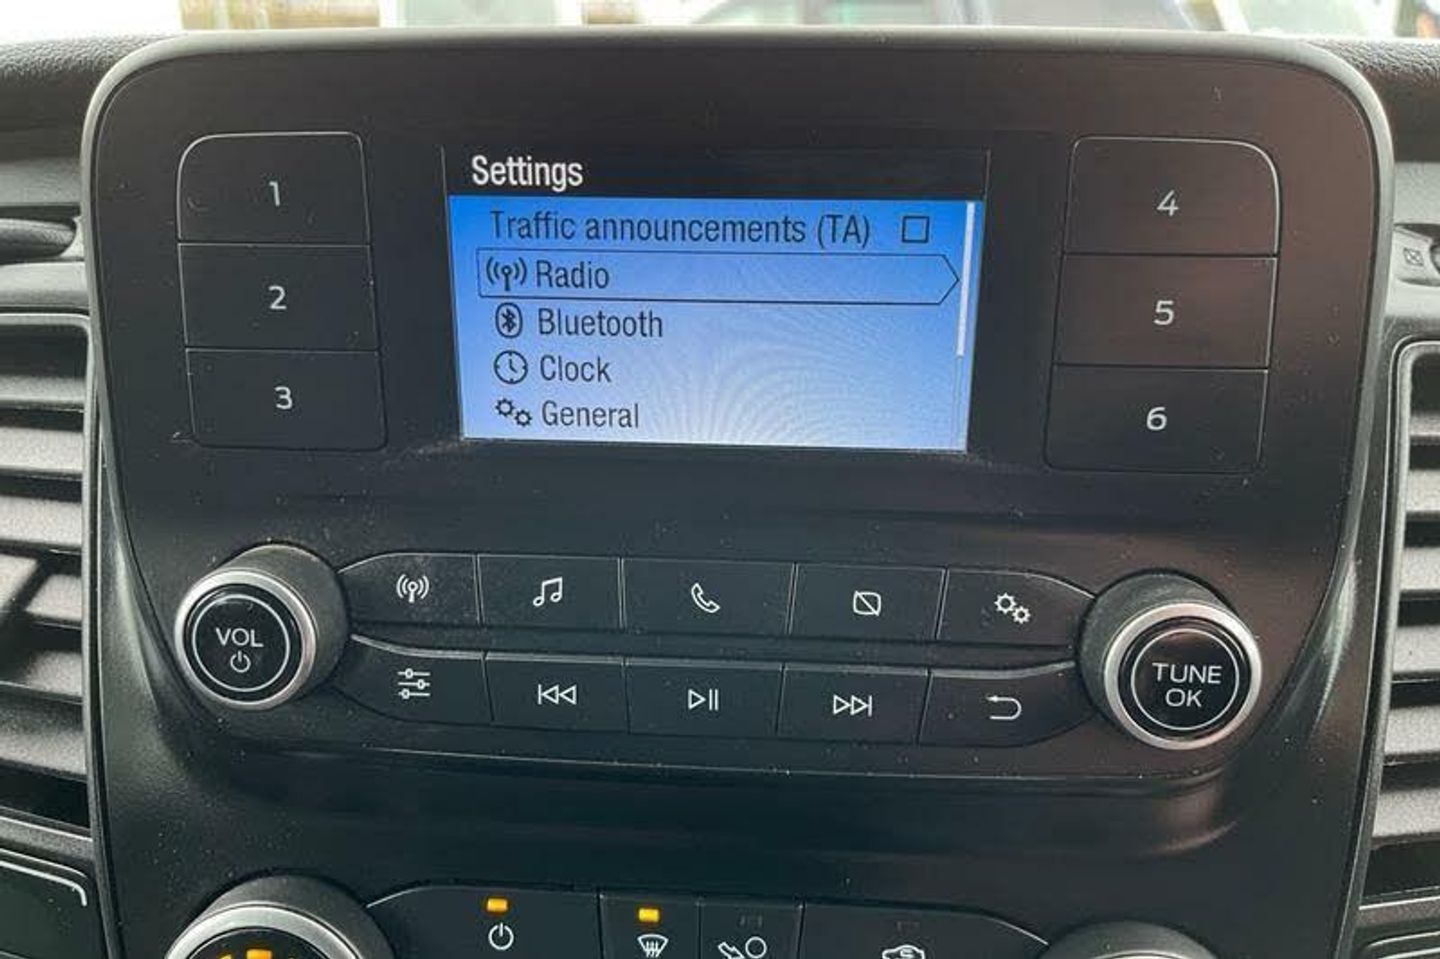 Settings
Traffic announcements (TA)
Radio
Bluetooth
Clock
General
1
2
3
4
5
6
VOL
TUNE
OK